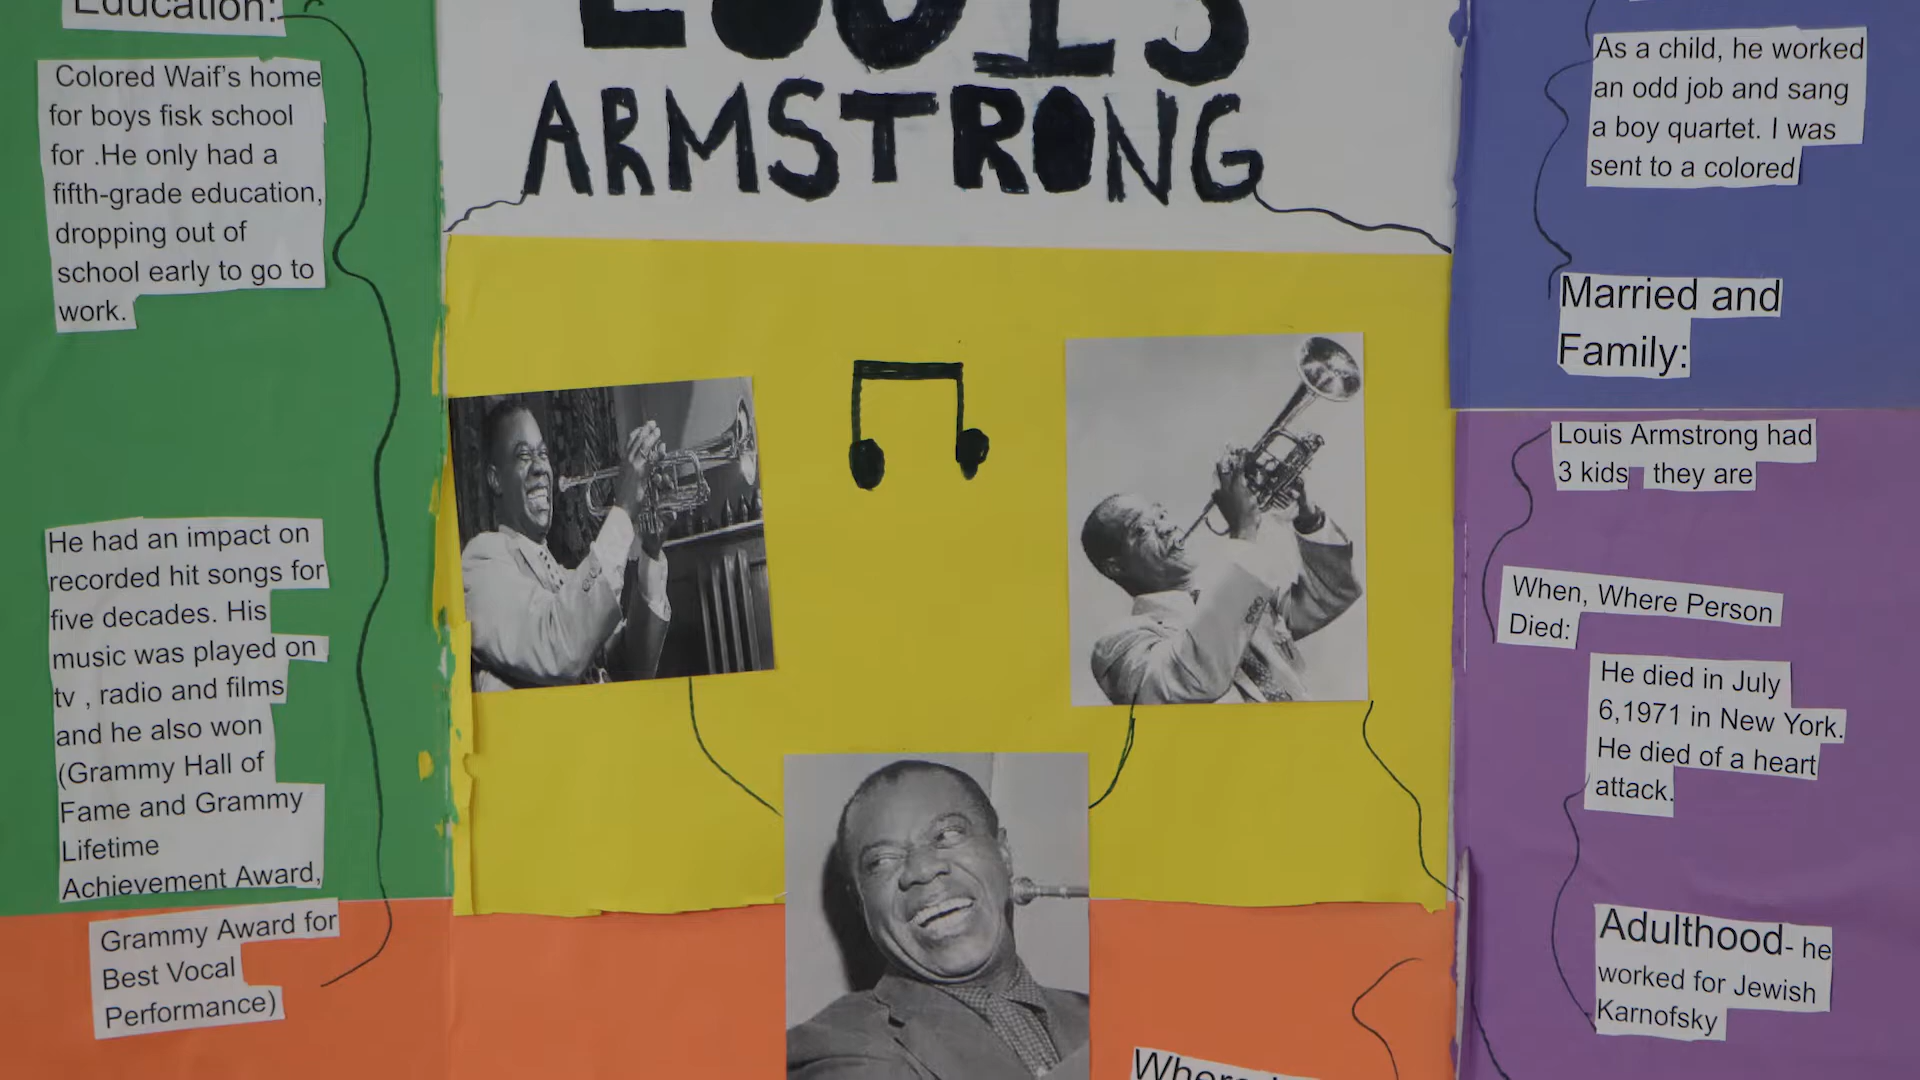 LOUIS
ARMSTRONG
Education:
Colored Waif's home
for boys fisk school
for .He only had a
fifth-grade education,
dropping out of
school early to go to
work.
He had an impact on
recorded hit songs for
five decades. His
music was played on
tv , radio and films
and he also won
(Grammy Hall of
Fame and Grammy
Lifetime
Achievement Award,
Grammy Award for
Best Vocal
Performance)
As a child, he worked
an odd job and sang
a boy quartet. I was
sent to a colored
Married and
Family:
Louis Armstrong had
3 kids they are
When, Where Person
Died:
He died in July
6,1971 in New York.
He died of a heart
attack.
Adulthood- he
worked for Jewish
Karnofsky